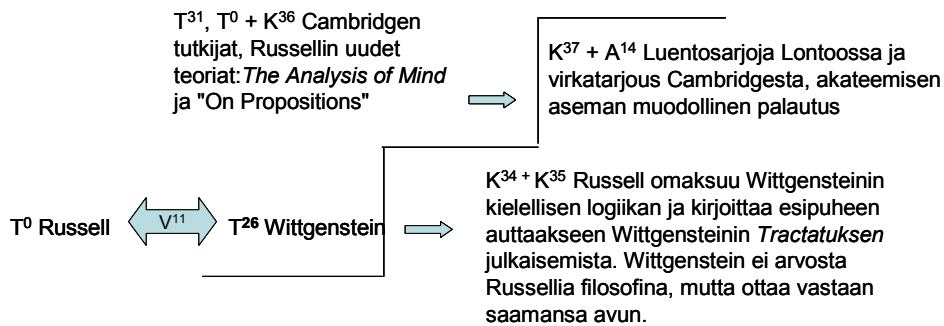 T³¹, T⁰ + K³⁶ Cambridgen
tutkijat, Russellin uudet
teoriat: The Analysis of Mind
ja "On Propositions"
K³⁷ + A¹⁴ Luentosarjoja Lontoossa ja
virkatarjous Cambridgesta, akateemisen
aseman muodollinen palautus
T⁰ Russell
V¹¹
T²⁶ Wittgenstein
K³⁴ ⁺ K³⁵ Russell omaksuu Wittgensteinin
kielellisen logiikan ja kirjoittaa esipuheen
auttaakseen Wittgensteinin Tractatuksen
julkaisemista. Wittgenstein ei arvosta
Russellia filosofina, mutta ottaa vastaan
saamansa avun.